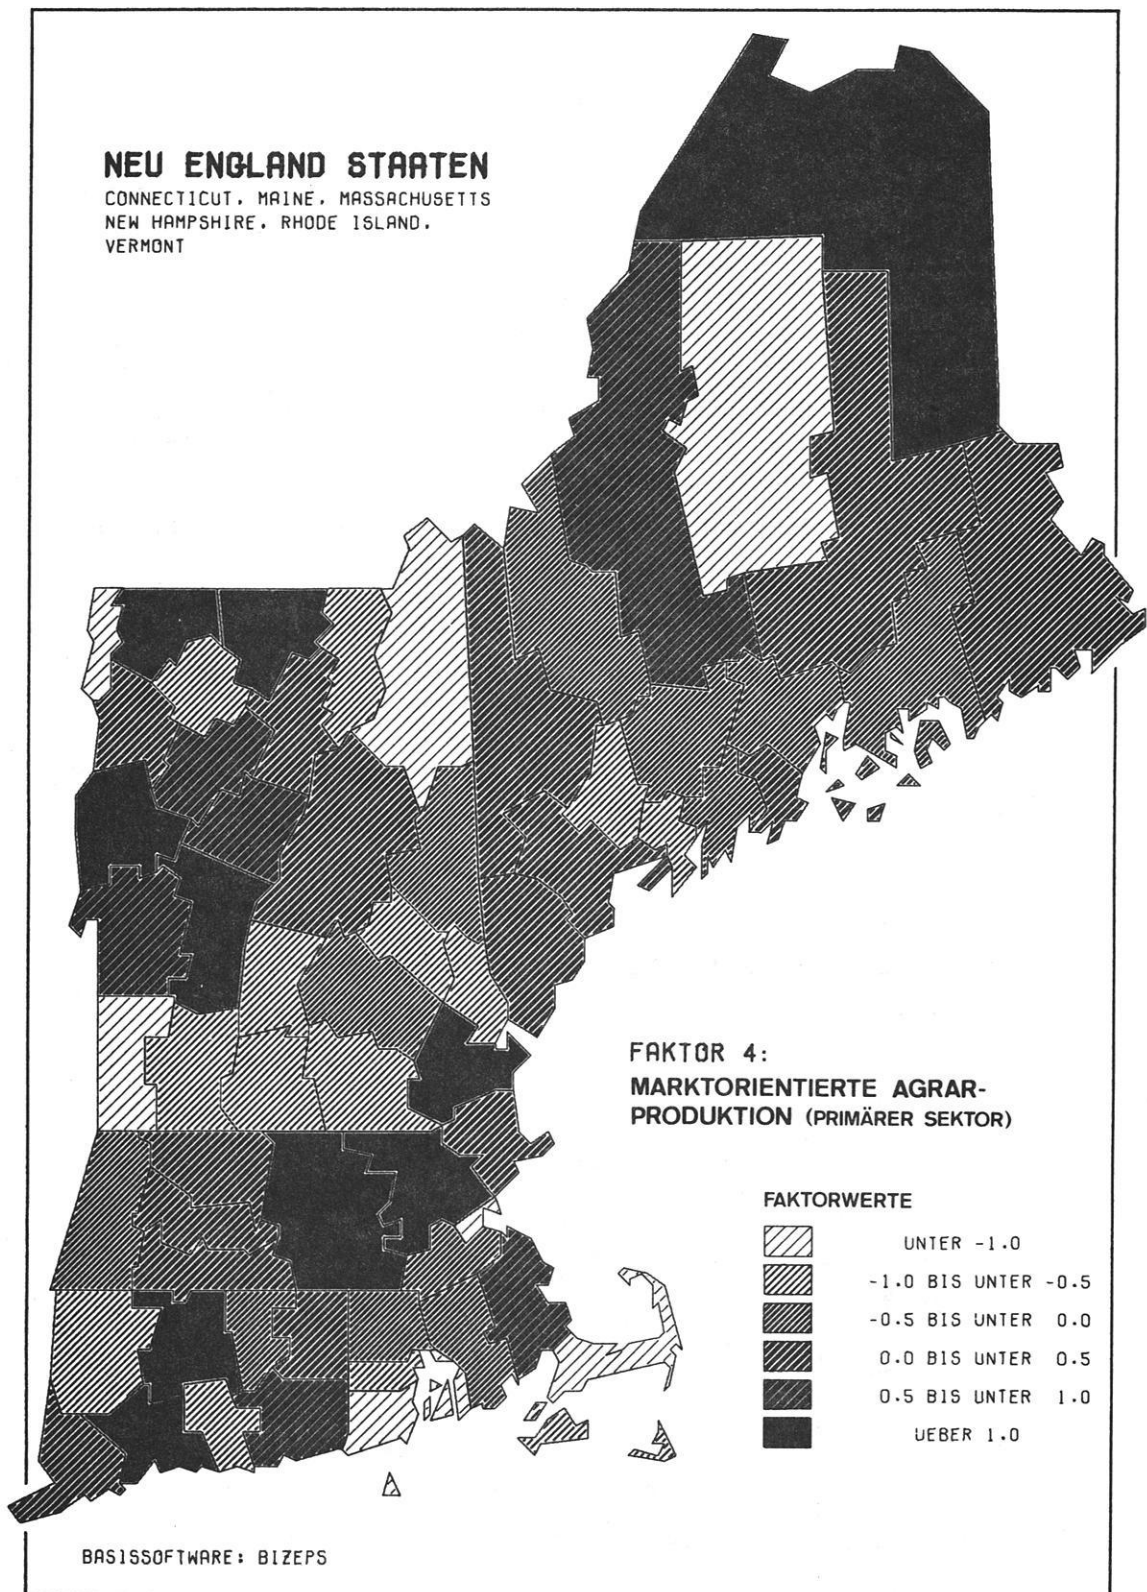 NEU ENGLAND STAATEN
CONNECTICUT, MAINE, MASSACHUSETTS
NEW HAMPSHIRE, RHODE ISLAND,
VERMONT
FAKTOR 4:
MARKTORIENTIERTE AGRAR-
PRODUKTION (PRIMÄRER SEKTOR)
FAKTORWERTE
UNTER -1.0
-1.0 BIS UNTER -0.5
-0.5 BIS UNTER 0.0
0.0 BIS UNTER 0.5
0.5 BIS UNTER 1.0
UEBER 1.0
BASISSOFTWARE: BIZEPS